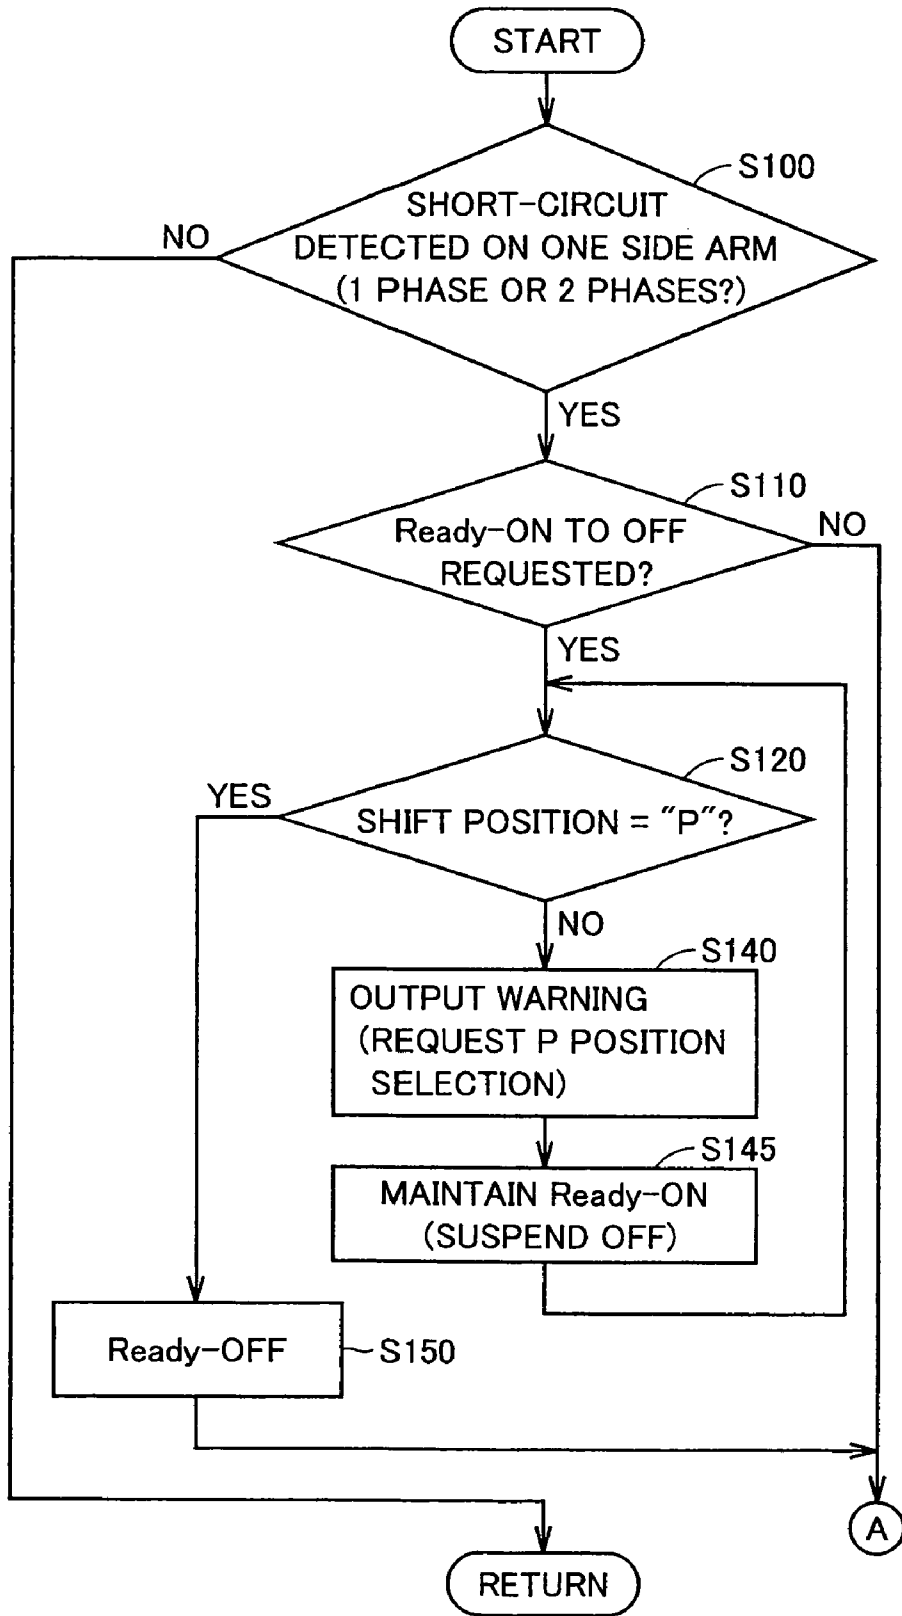 START
S100
SHORT-CIRCUIT
DETECTED ON ONE SIDE ARM
(1 PHASE OR 2 PHASES?)
NO
YES
S110
Ready-ON TO OFF
REQUESTED?
NO
YES
S120
SHIFT POSITION = "P"?
YES
NO
S140
OUTPUT WARNING
(REQUEST P POSITION
SELECTION)
S145
MAINTAIN Ready-ON
(SUSPEND OFF)
Ready-OFF
S150
A
RETURN